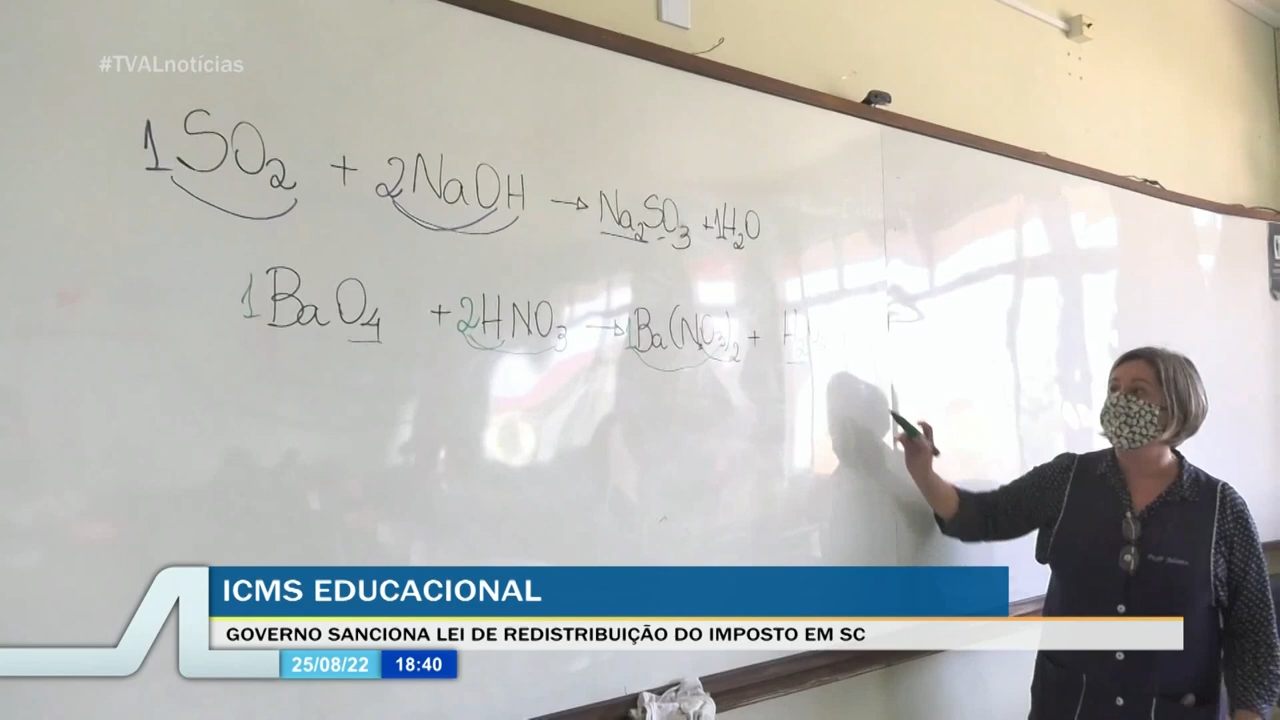 #TVALnotícias
1SO₂ + 2NaOH → Na₂SO₃ + 1H₂O
1BaO₄ + 2HNO₃ → 1Ba(NO₃)₂ +
ICMS EDUCACIONAL
GOVERNO SANCIONA LEI DE REDISTRIBUIÇÃO DO IMPOSTO EM SC
25/08/22 18:40